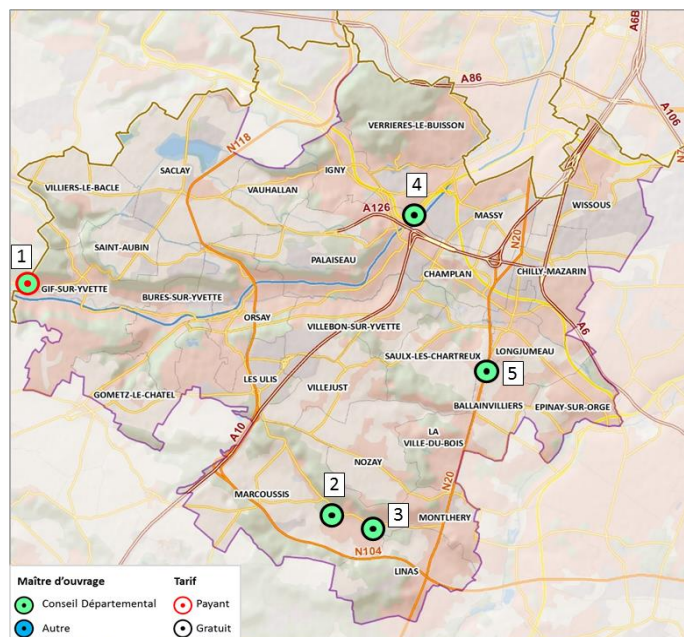 A6B
A86
A106
VERRIERES-LE-BUISSON
N118
SACLAY
IGNY
VILLIERS-LE-BACLE
VAUHALLAN
4
A126
WISSOUS
MASSY
N20
SAINT-AUBIN
PALAISEAU
1
CHAMPLAN
CHILLY-MAZARIN
GIF-SUR-YVETTE
BURES-SUR-YVETTE
ORSAY
VILLEBON-SUR-YVETTE
A6
SAULX-LES-CHARTREUX
LONGJUMEAU
5
LES ULIS
VILLEJUST
GOMETZ-LE-CHATEL
BALLAINVILLIERS
EPINAY-SUR-ORGE
A10
LA
VILLE-DU-BOIS
NOZAY
N20
MARCOUSSIS
2
3
MONTLHERY
N104
LINAS
Maître d'ouvrage
Tarif
Conseil Départemental
Payant
Autre
Gratuit